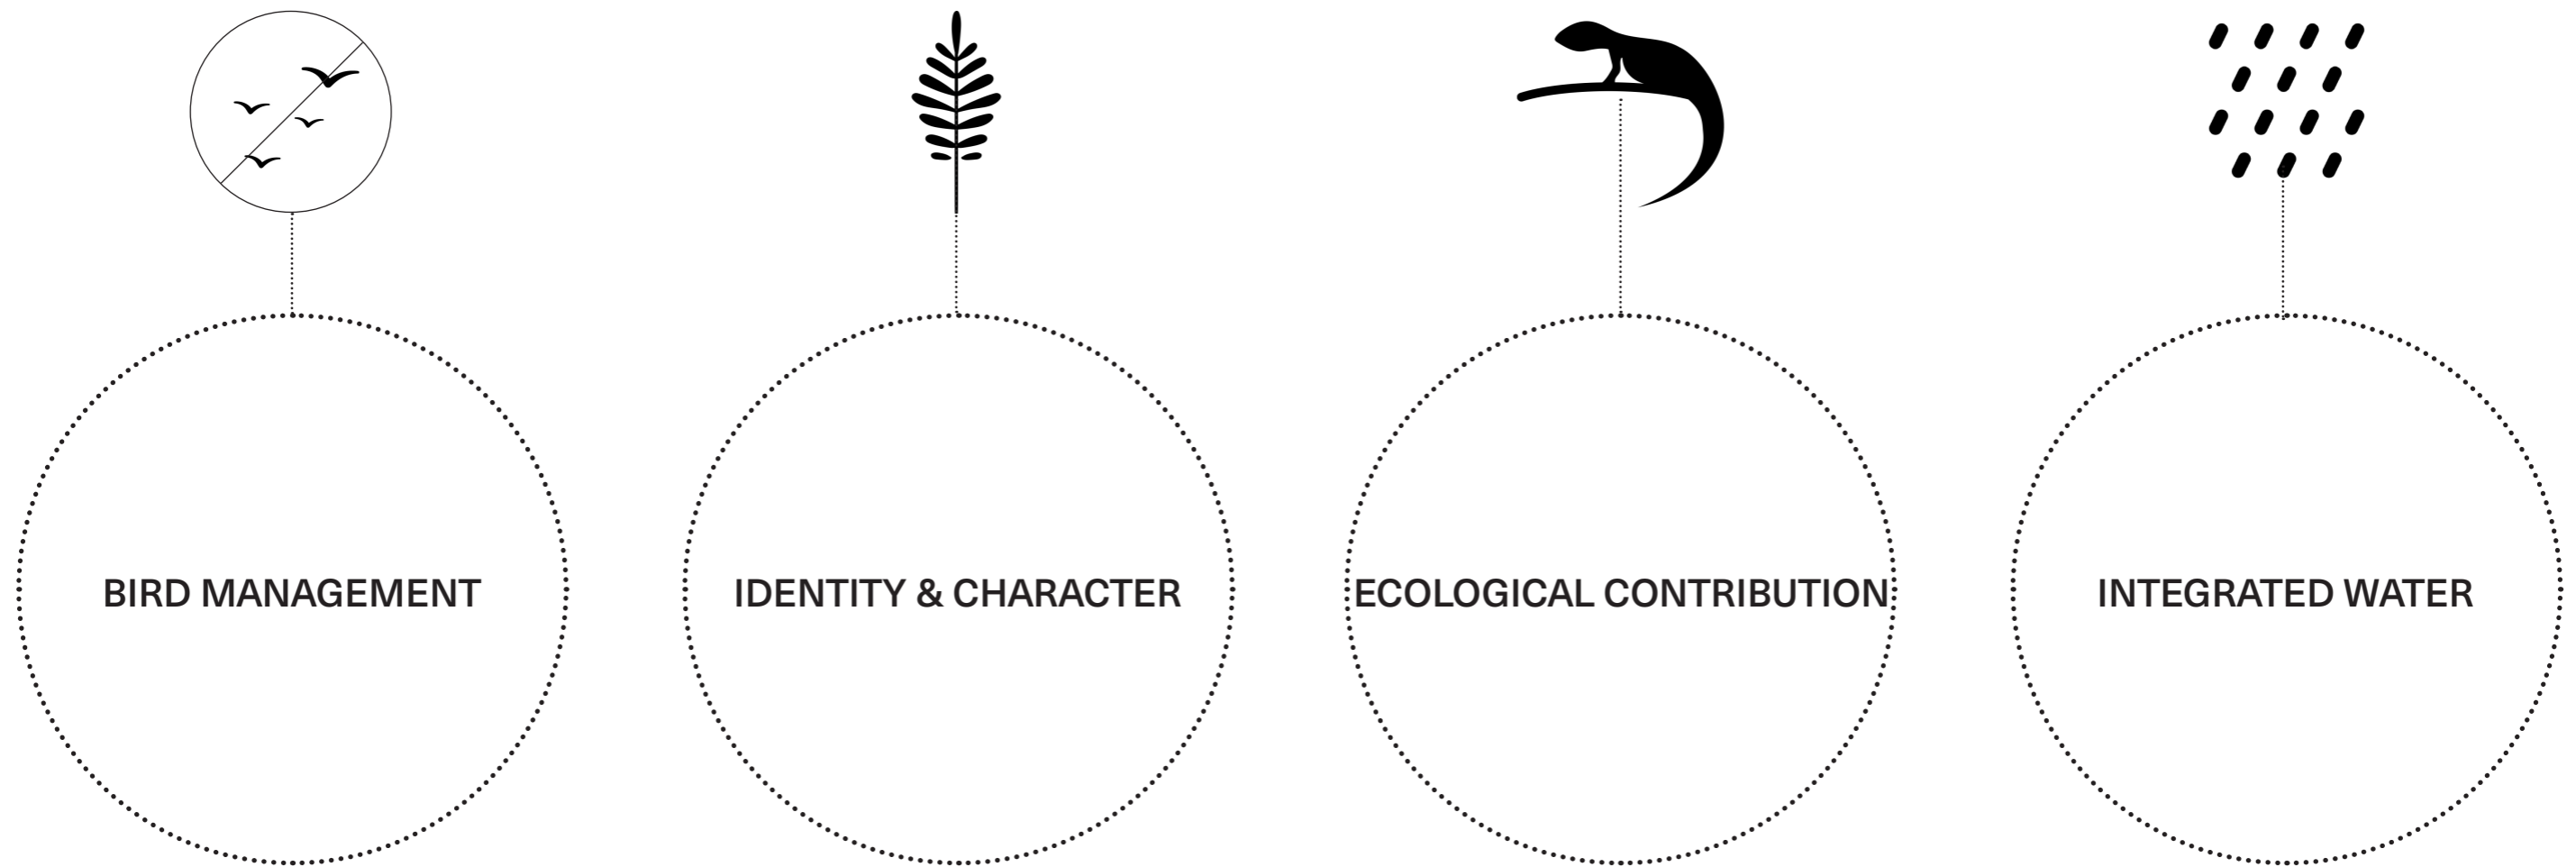 BIRD MANAGEMENT
IDENTITY & CHARACTER
ECOLOGICAL CONTRIBUTION
INTEGRATED WATER